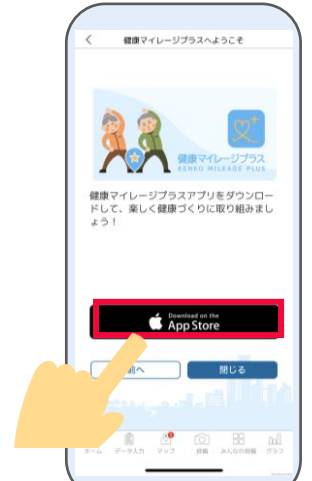 健康マイレージプラスへようこそ
健康マイレージプラス
KENKO MILEAGE PLUS
健康マイレージプラスアプリをダウンロー
ドして、楽しく健康づくりに取り組みまし
ょう!
Download on the
App Store
前へ
閉じる
ホーム
データ入力
マップ
投稿
みんなの投稿
グラフ